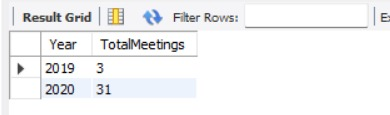 Result Grid Filter Rows: Ex
Year TotalMeetings
2019 3
2020 31